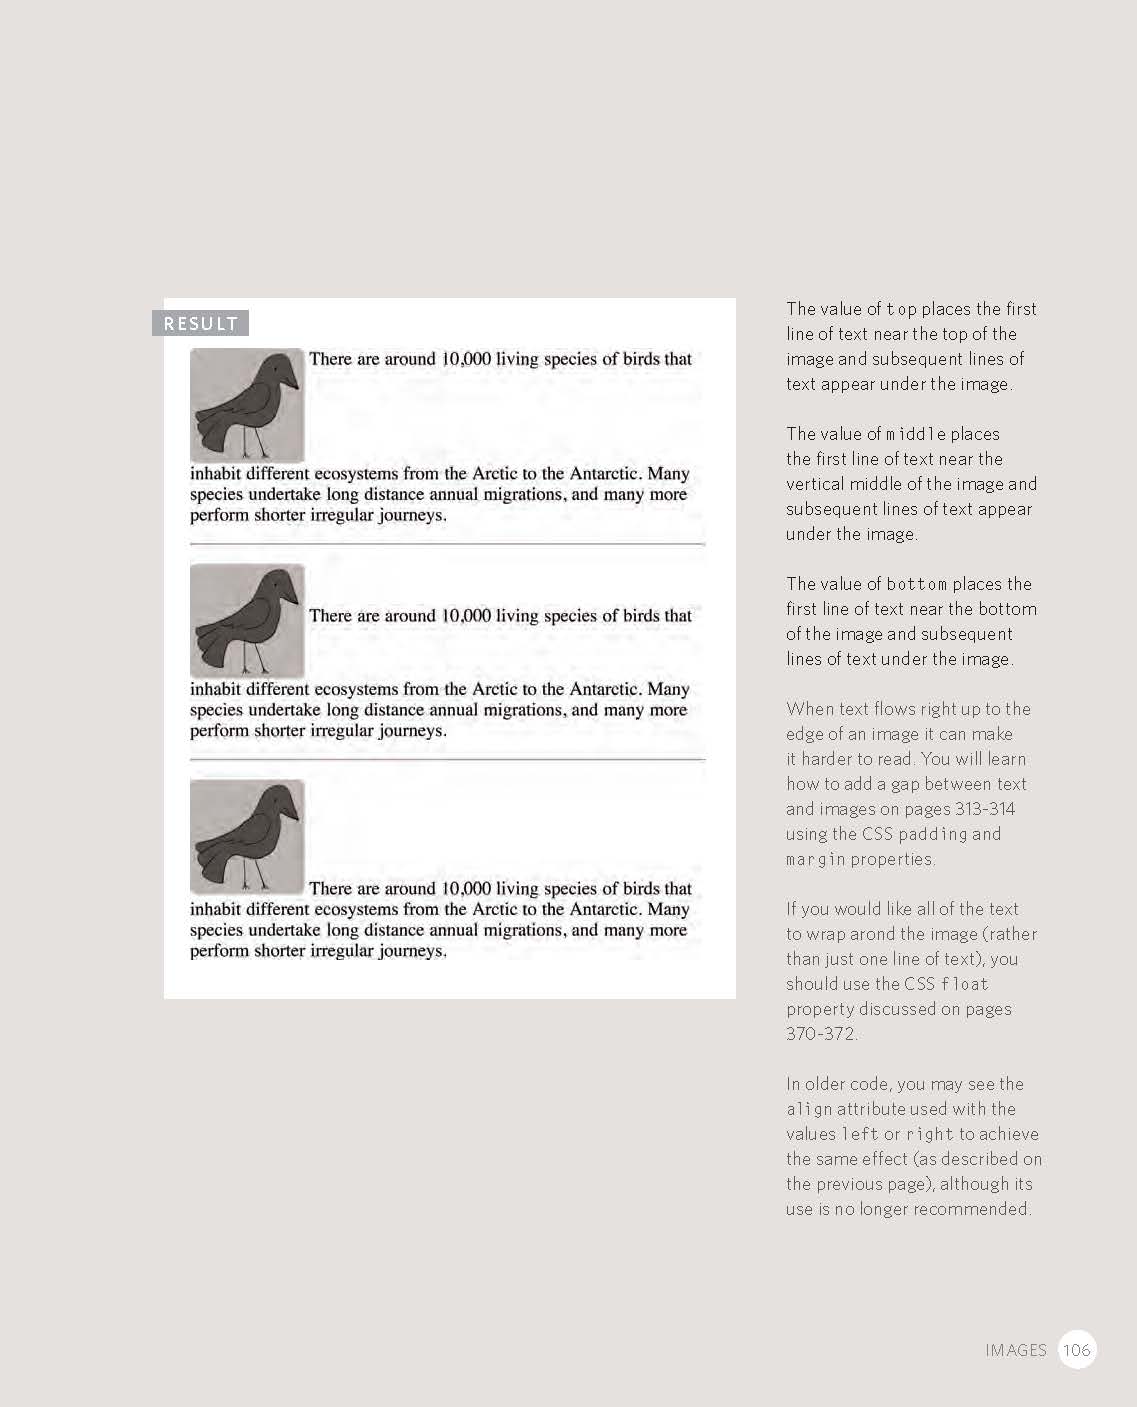 RESULT
There are around 10,000 living species of birds that
inhabit different ecosystems from the Arctic to the Antarctic. Many
species undertake long distance annual migrations, and many more
perform shorter irregular journeys.
There are around 10,000 living species of birds that
inhabit different ecosystems from the Arctic to the Antarctic. Many
species undertake long distance annual migrations, and many more
perform shorter irregular journeys.
There are around 10,000 living species of birds that
inhabit different ecosystems from the Arctic to the Antarctic. Many
species undertake long distance annual migrations, and many more
perform shorter irregular journeys.
The value of top places the first
line of text near the top of the
image and subsequent lines of
text appear under the image.
The value of middle places
the first line of text near the
vertical middle of the image and
subsequent lines of text appear
under the image.
The value of bottom places the
first line of text near the bottom
of the image and subsequent
lines of text under the image.
When text flows right up to the
edge of an image it can make
it harder to read. You will learn
how to add a gap between text
and images on pages 313-314
using the CSS padding and
margin properties.
If you would like all of the text
to wrap arond the image (rather
than just one line of text), you
should use the CSS float
property discussed on pages
370-372.
In older code, you may see the
align attribute used with the
values left or right to achieve
the same effect (as described on
the previous page), although its
use is no longer recommended.
IMAGES 106